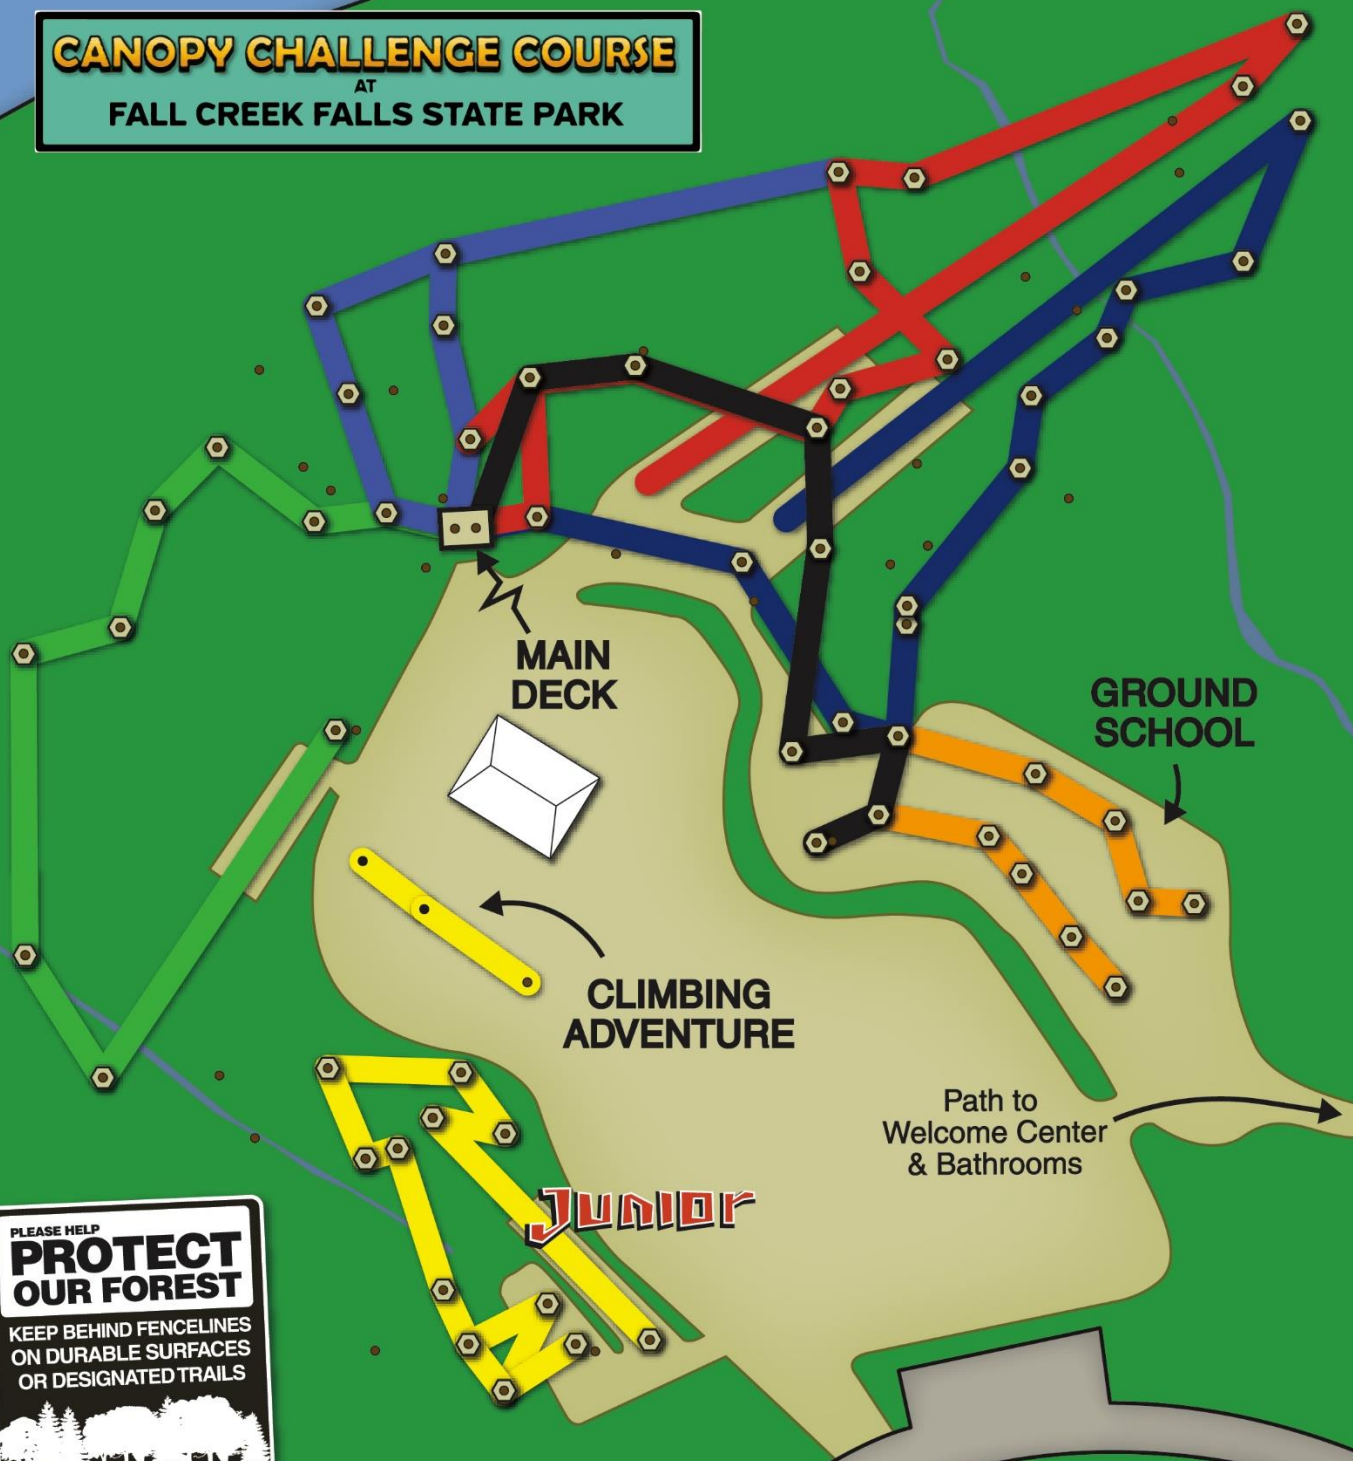 CANOPY CHALLENGE COURSE
AT
FALL CREEK FALLS STATE PARK
MAIN
DECK
GROUND
SCHOOL
CLIMBING
ADVENTURE
Path to
Welcome Center
& Bathrooms
JUNIOR
PLEASE HELP
PROTECT
OUR FOREST
KEEP BEHIND FENCELINES
ON DURABLE SURFACES
OR DESIGNATED TRAILS